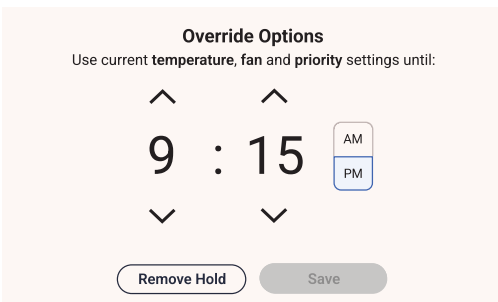 Override Options
Use current temperature, fan and priority settings until:
9 : 15
AM
PM
Remove Hold
Save